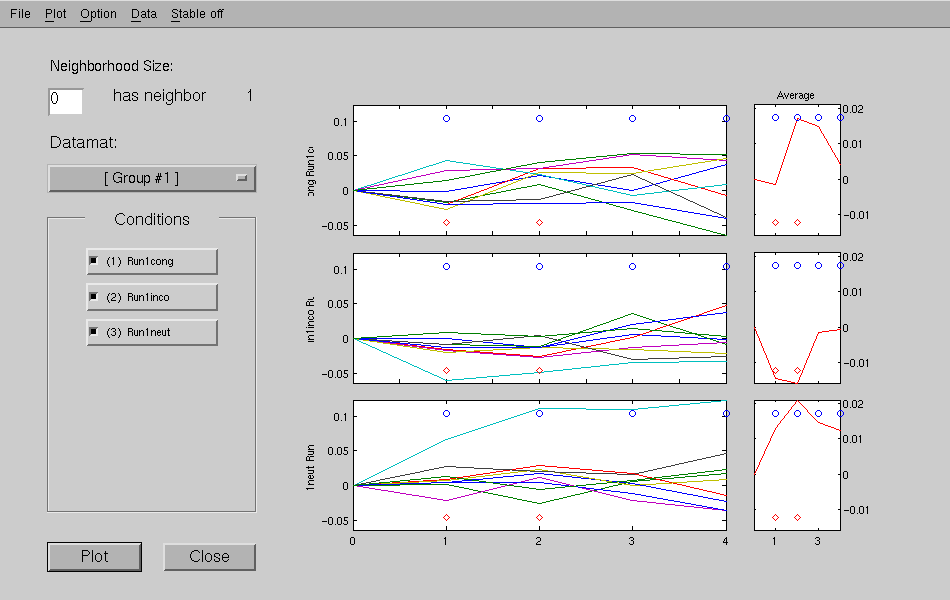 File Plot Option Data Stable off
Neighborhood Size:
0 has neighbor 1
Datamat:
[ Group #1 ]
Conditions
(1) Run1cong
(2) Run1inco
(3) Run1neut
Plot Close
ong Run1c
0.1
0.05
0
-0.05
Average
0.02
0.01
0
-0.01
n1inco Ru
0.1
0.05
0
-0.05
0.02
0.01
0
-0.01
1neut Run
0.1
0.05
0
-0.05
0 1 2 3 4
0.02
0.01
0
-0.01
1 3